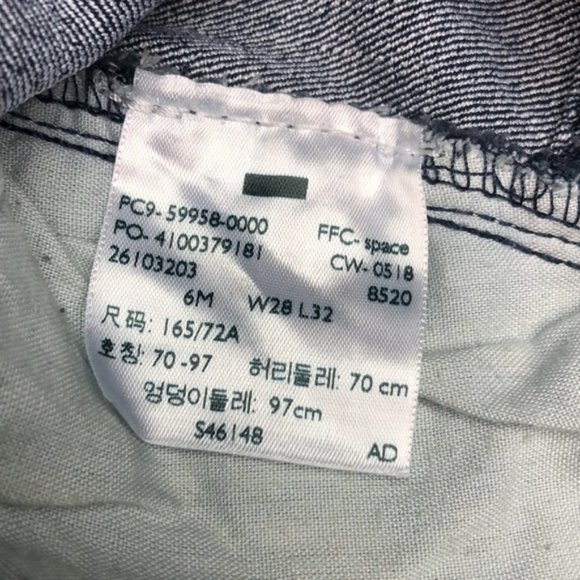 PC9- 59958-0000 FFC- space
PO- 4100379181 CW- 0518
26103203 8520
6M W28 L32
尺码: 165/72A
호칭: 70 -97 허리둘레: 70 cm
엉덩이둘레: 97cm
S46148 AD